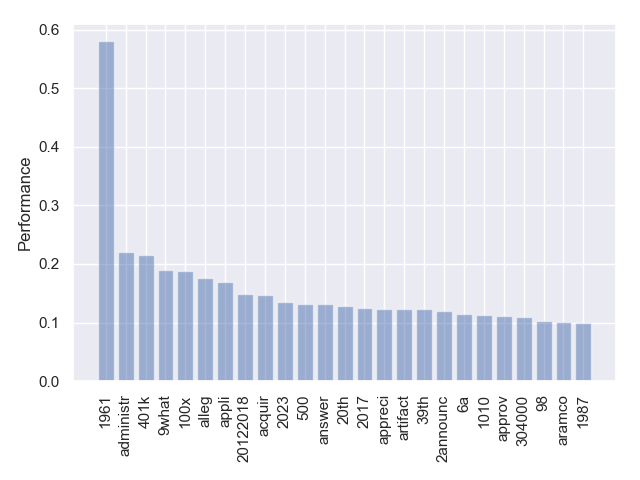 0.6
0.5
0.4
0.3
0.2
0.1
0.0
Performance
1961
administr
401k
9what
100x
alleg
appli
20122018
acquir
2023
500
answer
20th
2017
appreci
artifact
39th
2announc
6a
1010
approv
304000
98
aramco
1987